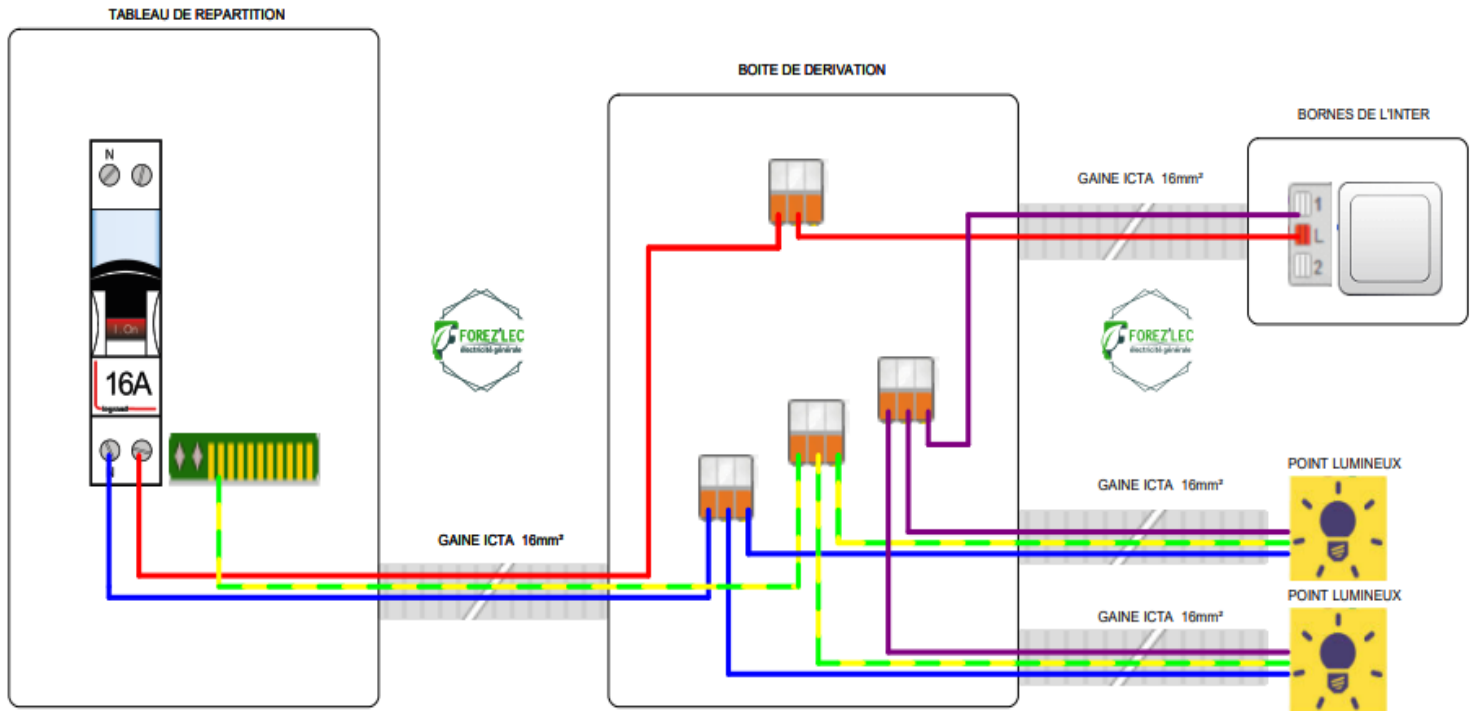 TABLEAU DE REPARTITION
BOITE DE DERIVATION
BORNES DE L'INTER
N
GAINE ICTA 16mm²
1
L
2
I.On
FOREZ'LEC
électricité générale
FOREZ'LEC
électricité générale
16A
legrand
N
POINT LUMINEUX
GAINE ICTA 16mm²
GAINE ICTA 16mm²
POINT LUMINEUX
GAINE ICTA 16mm²